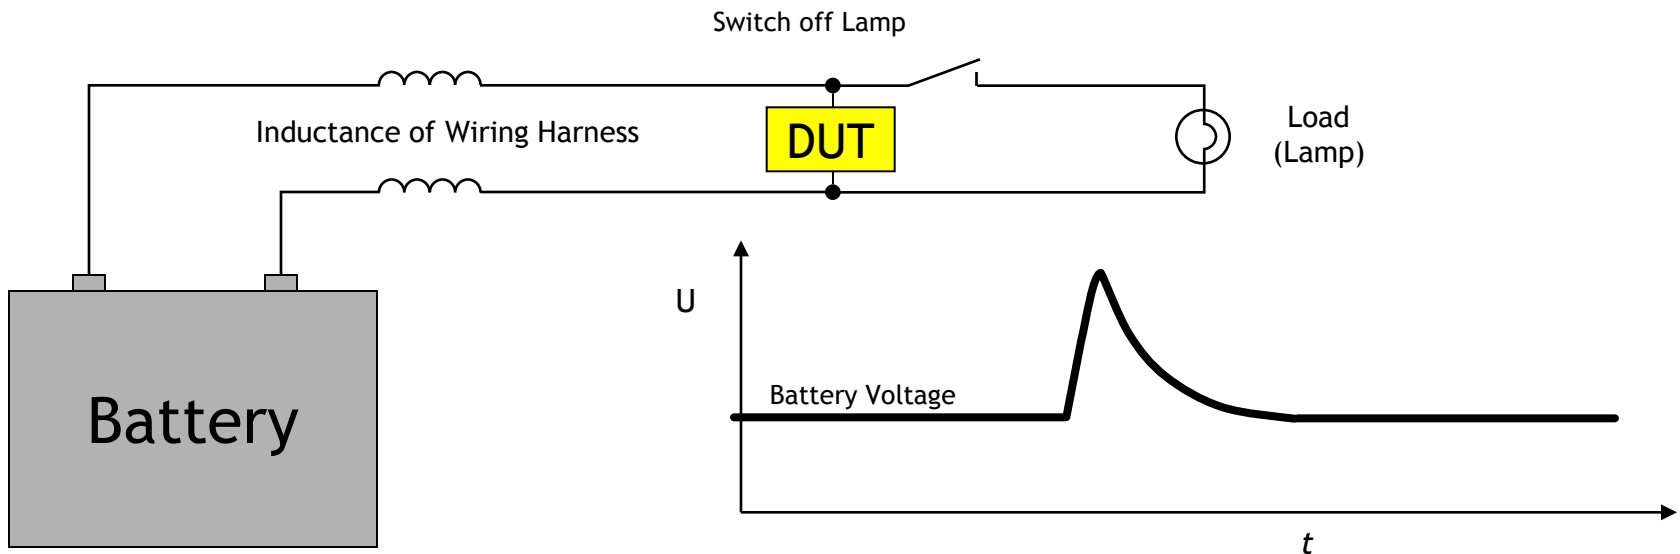 Switch off Lamp
Inductance of Wiring Harness
DUT
Load
(Lamp)
Battery
U
Battery Voltage
t